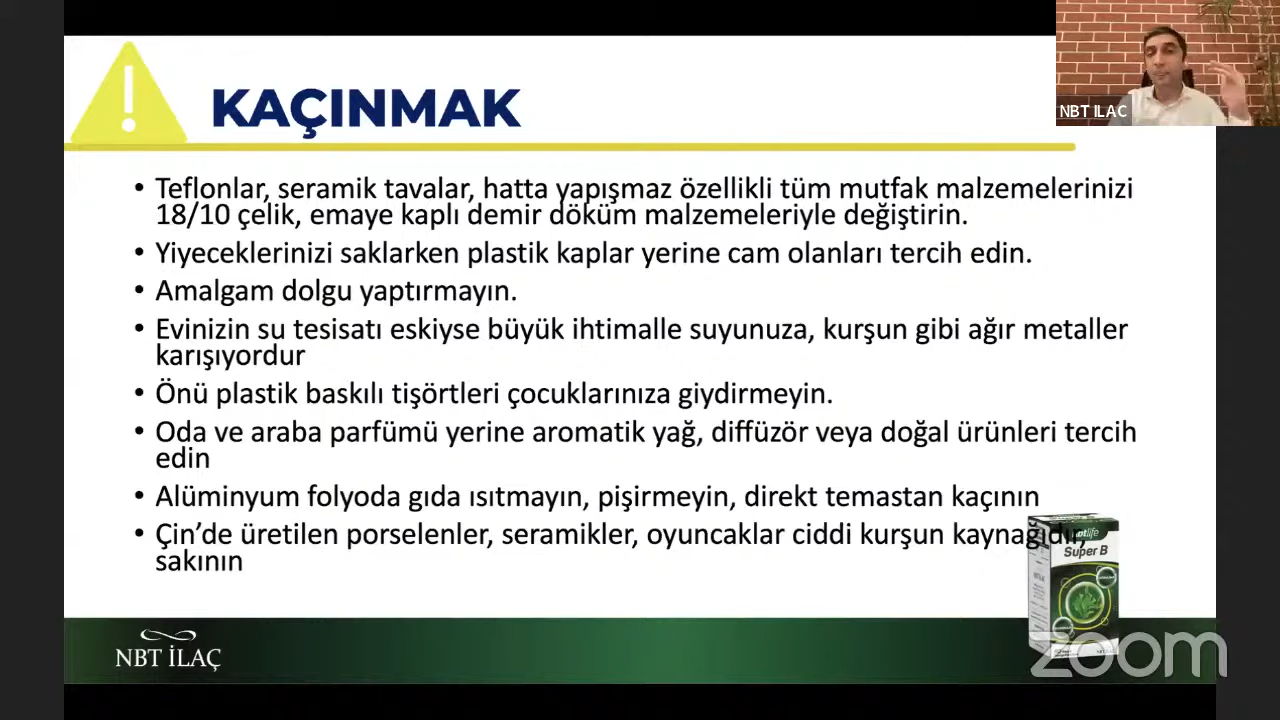 KAÇINMAK
NBT ILAC
• Teflonlar, seramik tavalar, hatta yapışmaz özellikli tüm mutfak malzemelerinizi
18/10 çelik, emaye kaplı demir döküm malzemeleriyle değiştirin.
• Yiyeceklerinizi saklarken plastik kaplar yerine cam olanları tercih edin.
• Amalgam dolgu yaptırmayın.
• Evinizin su tesisatı eskiyse büyük ihtimalle suyunuza, kurşun gibi ağır metaller
karışıyordur
• Önü plastik baskılı tişörtleri çocuklarınıza giydirmeyin.
• Oda ve araba parfümü yerine aromatik yağ, diffüzör veya doğal ürünleri tercih
edin
• Alüminyum folyoda gıda ısıtmayın, pişirmeyin, direkt temastan kaçının
• Çin’de üretilen porselenler, seramikler, oyuncaklar ciddi kurşun kaynağıdır,
sakının
Super B
NBT İLAÇ
zoom